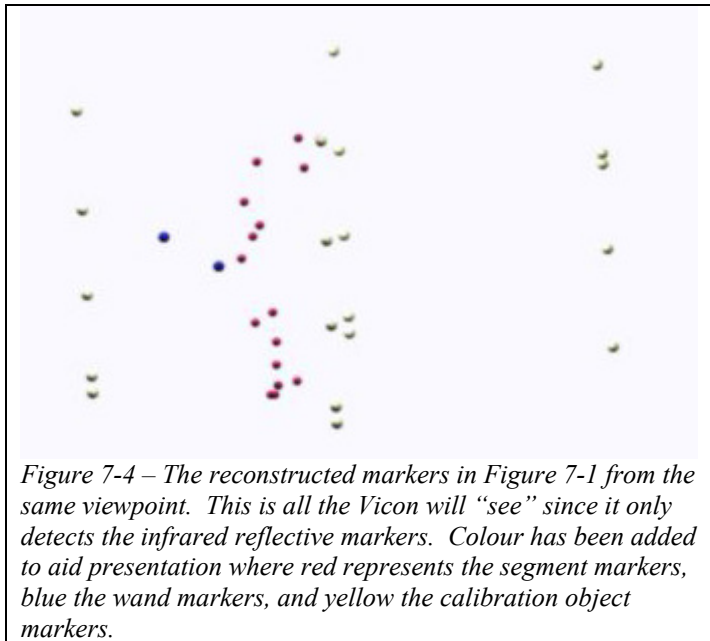 Figure 7-4 – The reconstructed markers in Figure 7-1 from the
same viewpoint.  This is all the Vicon will “see” since it only
detects the infrared reflective markers.  Colour has been added
to aid presentation where red represents the segment markers,
blue the wand markers, and yellow the calibration object
markers.